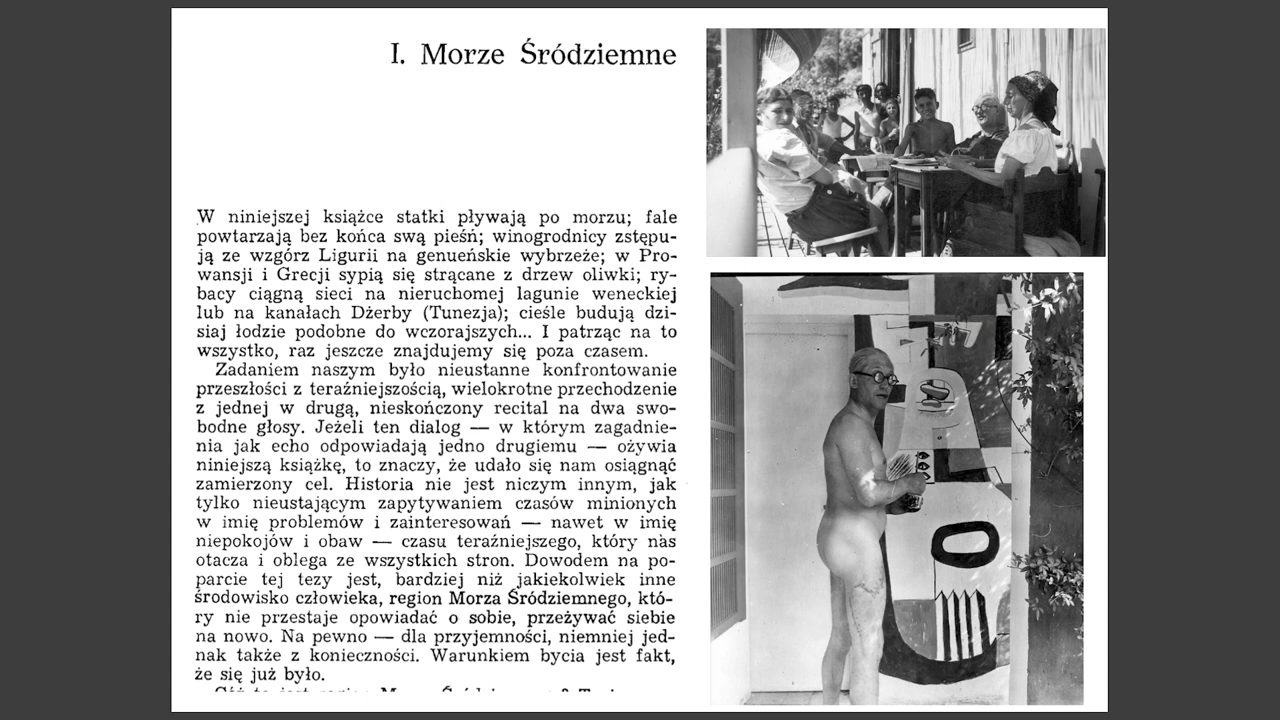 I. Morze Śródziemne
W niniejszej książce statki pływają po morzu; fale
powtarzają bez końca swą pieśń; winogrodnicy zstępu-
ją ze wzgórz Ligurii na genueńskie wybrzeże; w Pro-
wansji i Grecji sypią się strącane z drzew oliwki; ry-
bacy ciągną sieci na nieruchomej lagunie weneckiej
lub na kanałach Dżerby (Tunezja); cieśle budują dzi-
siaj łodzie podobne do wczorajszych... I patrząc na to
wszystko, raz jeszcze znajdujemy się poza czasem.
Zadaniem naszym było nieustanne konfrontowanie
przeszłości z teraźniejszością, wielokrotne przechodzenie
z jednej w drugą, nieskończony recital na dwa swo-
bodne głosy. Jeżeli ten dialog — w którym zagadnie-
nia jak echo odpowiadają jedno drugiemu — ożywia
niniejszą książkę, to znaczy, że udało się nam osiągnąć
zamierzony cel. Historia nie jest niczym innym, jak
tylko nieustającym zapytywaniem czasów minionych
w imię problemów i zainteresowań — nawet w imię
niepokojów i obaw — czasu teraźniejszego, który nas
otacza i oblega ze wszystkich stron. Dowodem na po-
parcie tej tezy jest, bardziej niż jakiekolwiek inne
środowisko człowieka, region Morza Śródziemnego, któ-
ry nie przestaje opowiadać o sobie, przeżywać siebie
na nowo. Na pewno — dla przyjemności, niemniej jed-
nak także z konieczności. Warunkiem bycia jest fakt,
że się już było.